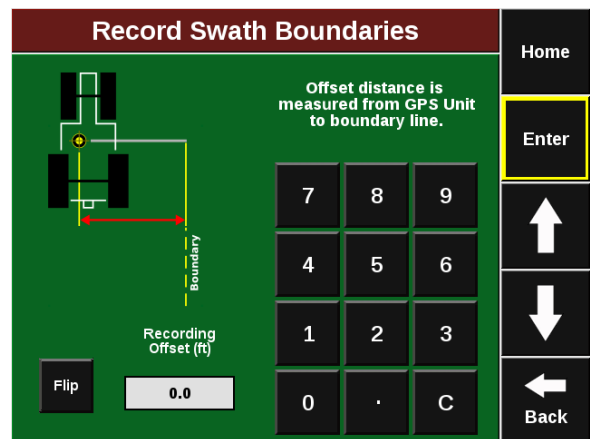 Record Swath Boundaries
Offset distance is
measured from GPS Unit
to boundary line.
Boundary
Recording
Offset (ft)
Flip
0.0
7 8 9
4 5 6
1 2 3
0 . C
Home
Enter
Back